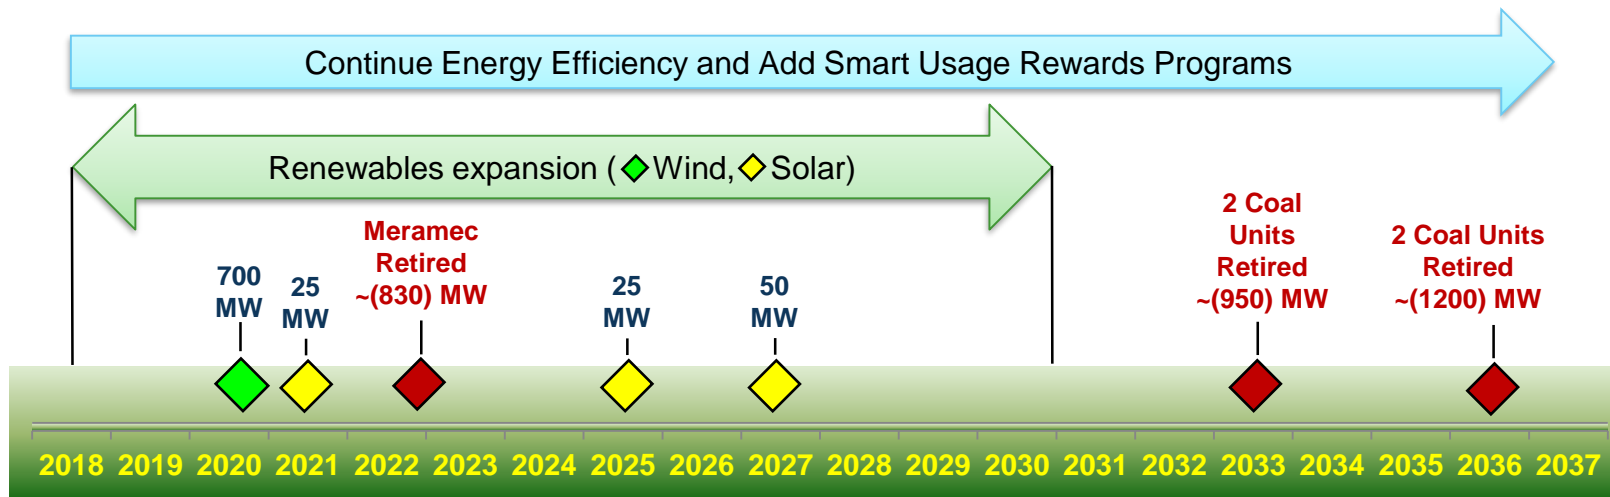 Continue Energy Efficiency and Add Smart Usage Rewards Programs
Renewables expansion (Wind, Solar)
700
MW
25
MW
Meramec
Retired
~(830) MW
25
MW
50
MW
2 Coal
Units
Retired
~(950) MW
2 Coal Units
Retired
~(1200) MW
2018 2019 2020 2021 2022 2023 2024 2025 2026 2027 2028 2029 2030 2031 2032 2033 2034 2035 2036 2037